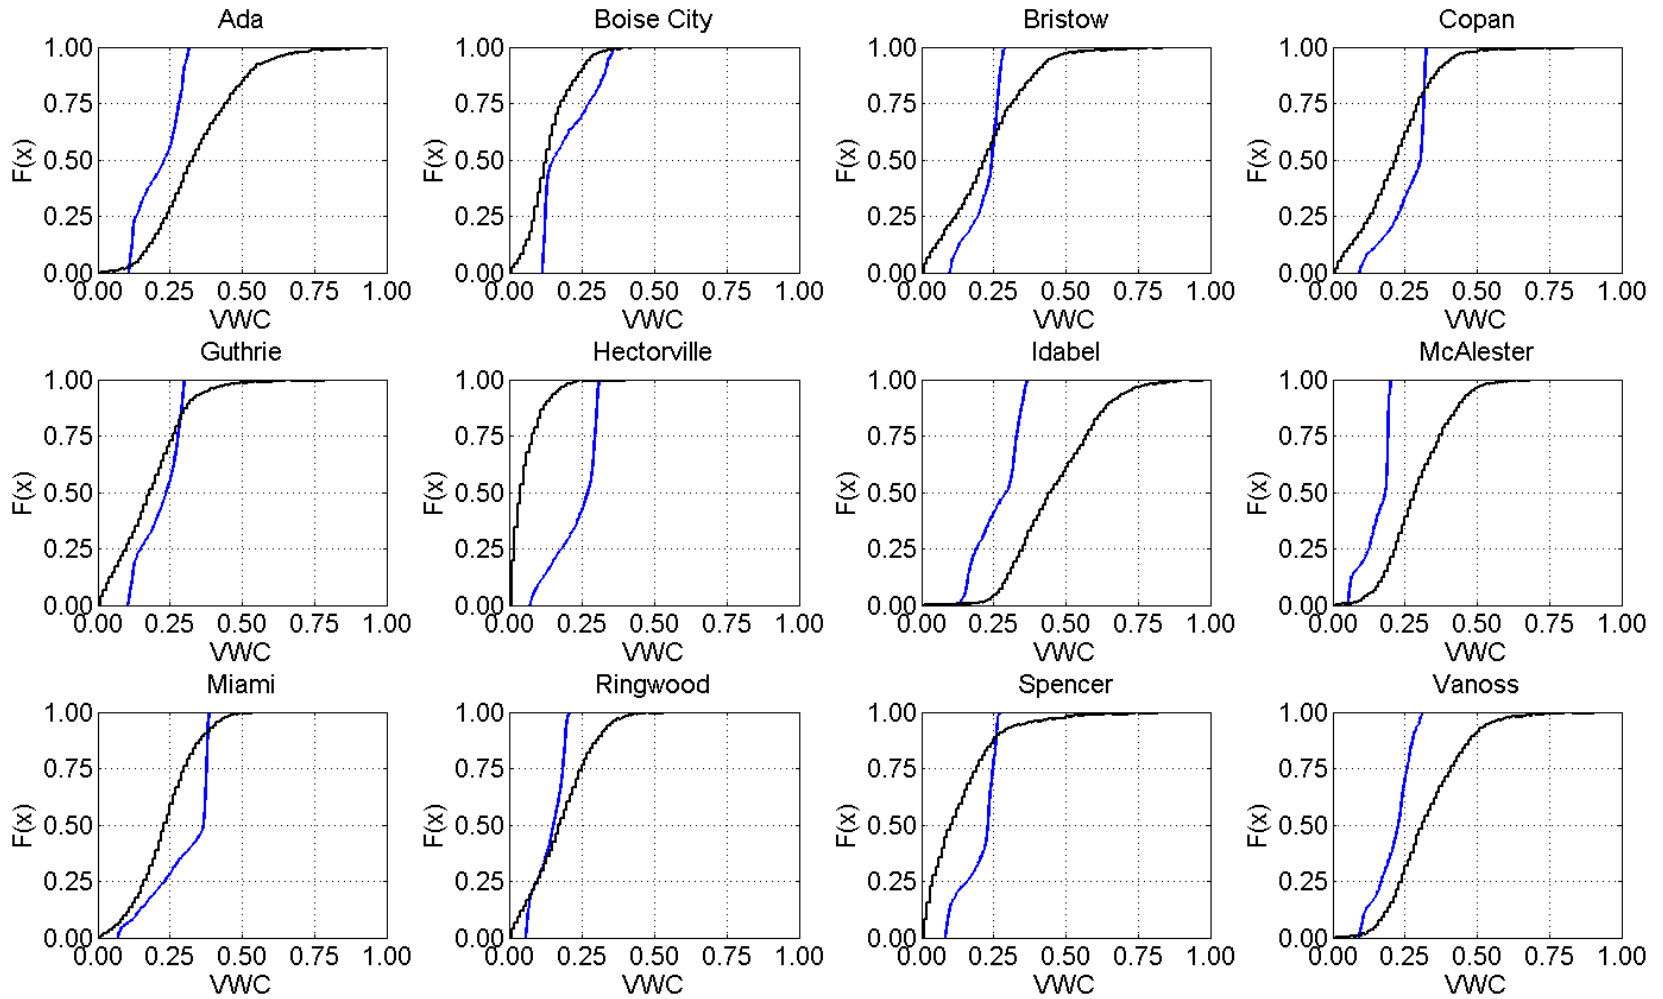 Ada Boise City Bristow Copan
1.00 1.00 1.00 1.00
0.75 0.75 0.75 0.75
F(x) 0.50 F(x) 0.50 F(x) 0.50 F(x) 0.50
0.25 0.25 0.25 0.25
0.00 0.00 0.00 0.00
0.00 0.25 0.50 0.75 1.00 0.00 0.25 0.50 0.75 1.00 0.00 0.25 0.50 0.75 1.00 0.00 0.25 0.50 0.75 1.00
VWC VWC VWC VWC
Guthrie Hectorville Idabel McAlester
1.00 1.00 1.00 1.00
0.75 0.75 0.75 0.75
F(x) 0.50 F(x) 0.50 F(x) 0.50 F(x) 0.50
0.25 0.25 0.25 0.25
0.00 0.00 0.00 0.00
0.00 0.25 0.50 0.75 1.00 0.00 0.25 0.50 0.75 1.00 0.00 0.25 0.50 0.75 1.00 0.00 0.25 0.50 0.75 1.00
VWC VWC VWC VWC
Miami Ringwood Spencer Vanoss
1.00 1.00 1.00 1.00
0.75 0.75 0.75 0.75
F(x) 0.50 F(x) 0.50 F(x) 0.50 F(x) 0.50
0.25 0.25 0.25 0.25
0.00 0.00 0.00 0.00
0.00 0.25 0.50 0.75 1.00 0.00 0.25 0.50 0.75 1.00 0.00 0.25 0.50 0.75 1.00 0.00 0.25 0.50 0.75 1.00
VWC VWC VWC VWC